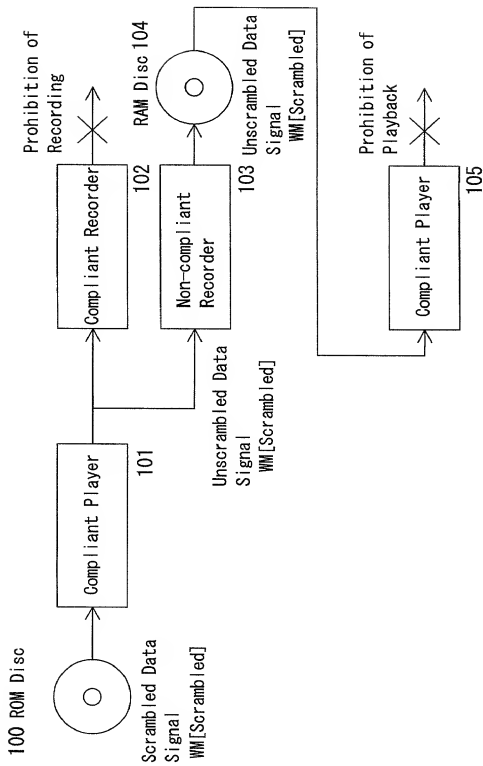 100 ROM Disc
Scrambled Data
Signal
WM[Scrambled]
Compliant Player
101
Compliant Recorder
102
Prohibition of
Recording
Unscrambled Data
Signal
WM[Scrambled]
Non-compliant
Recorder
103
RAM Disc 104
Unscrambled Data
Signal
WM[Scrambled]
Compliant Player
105
Prohibition of
Playback